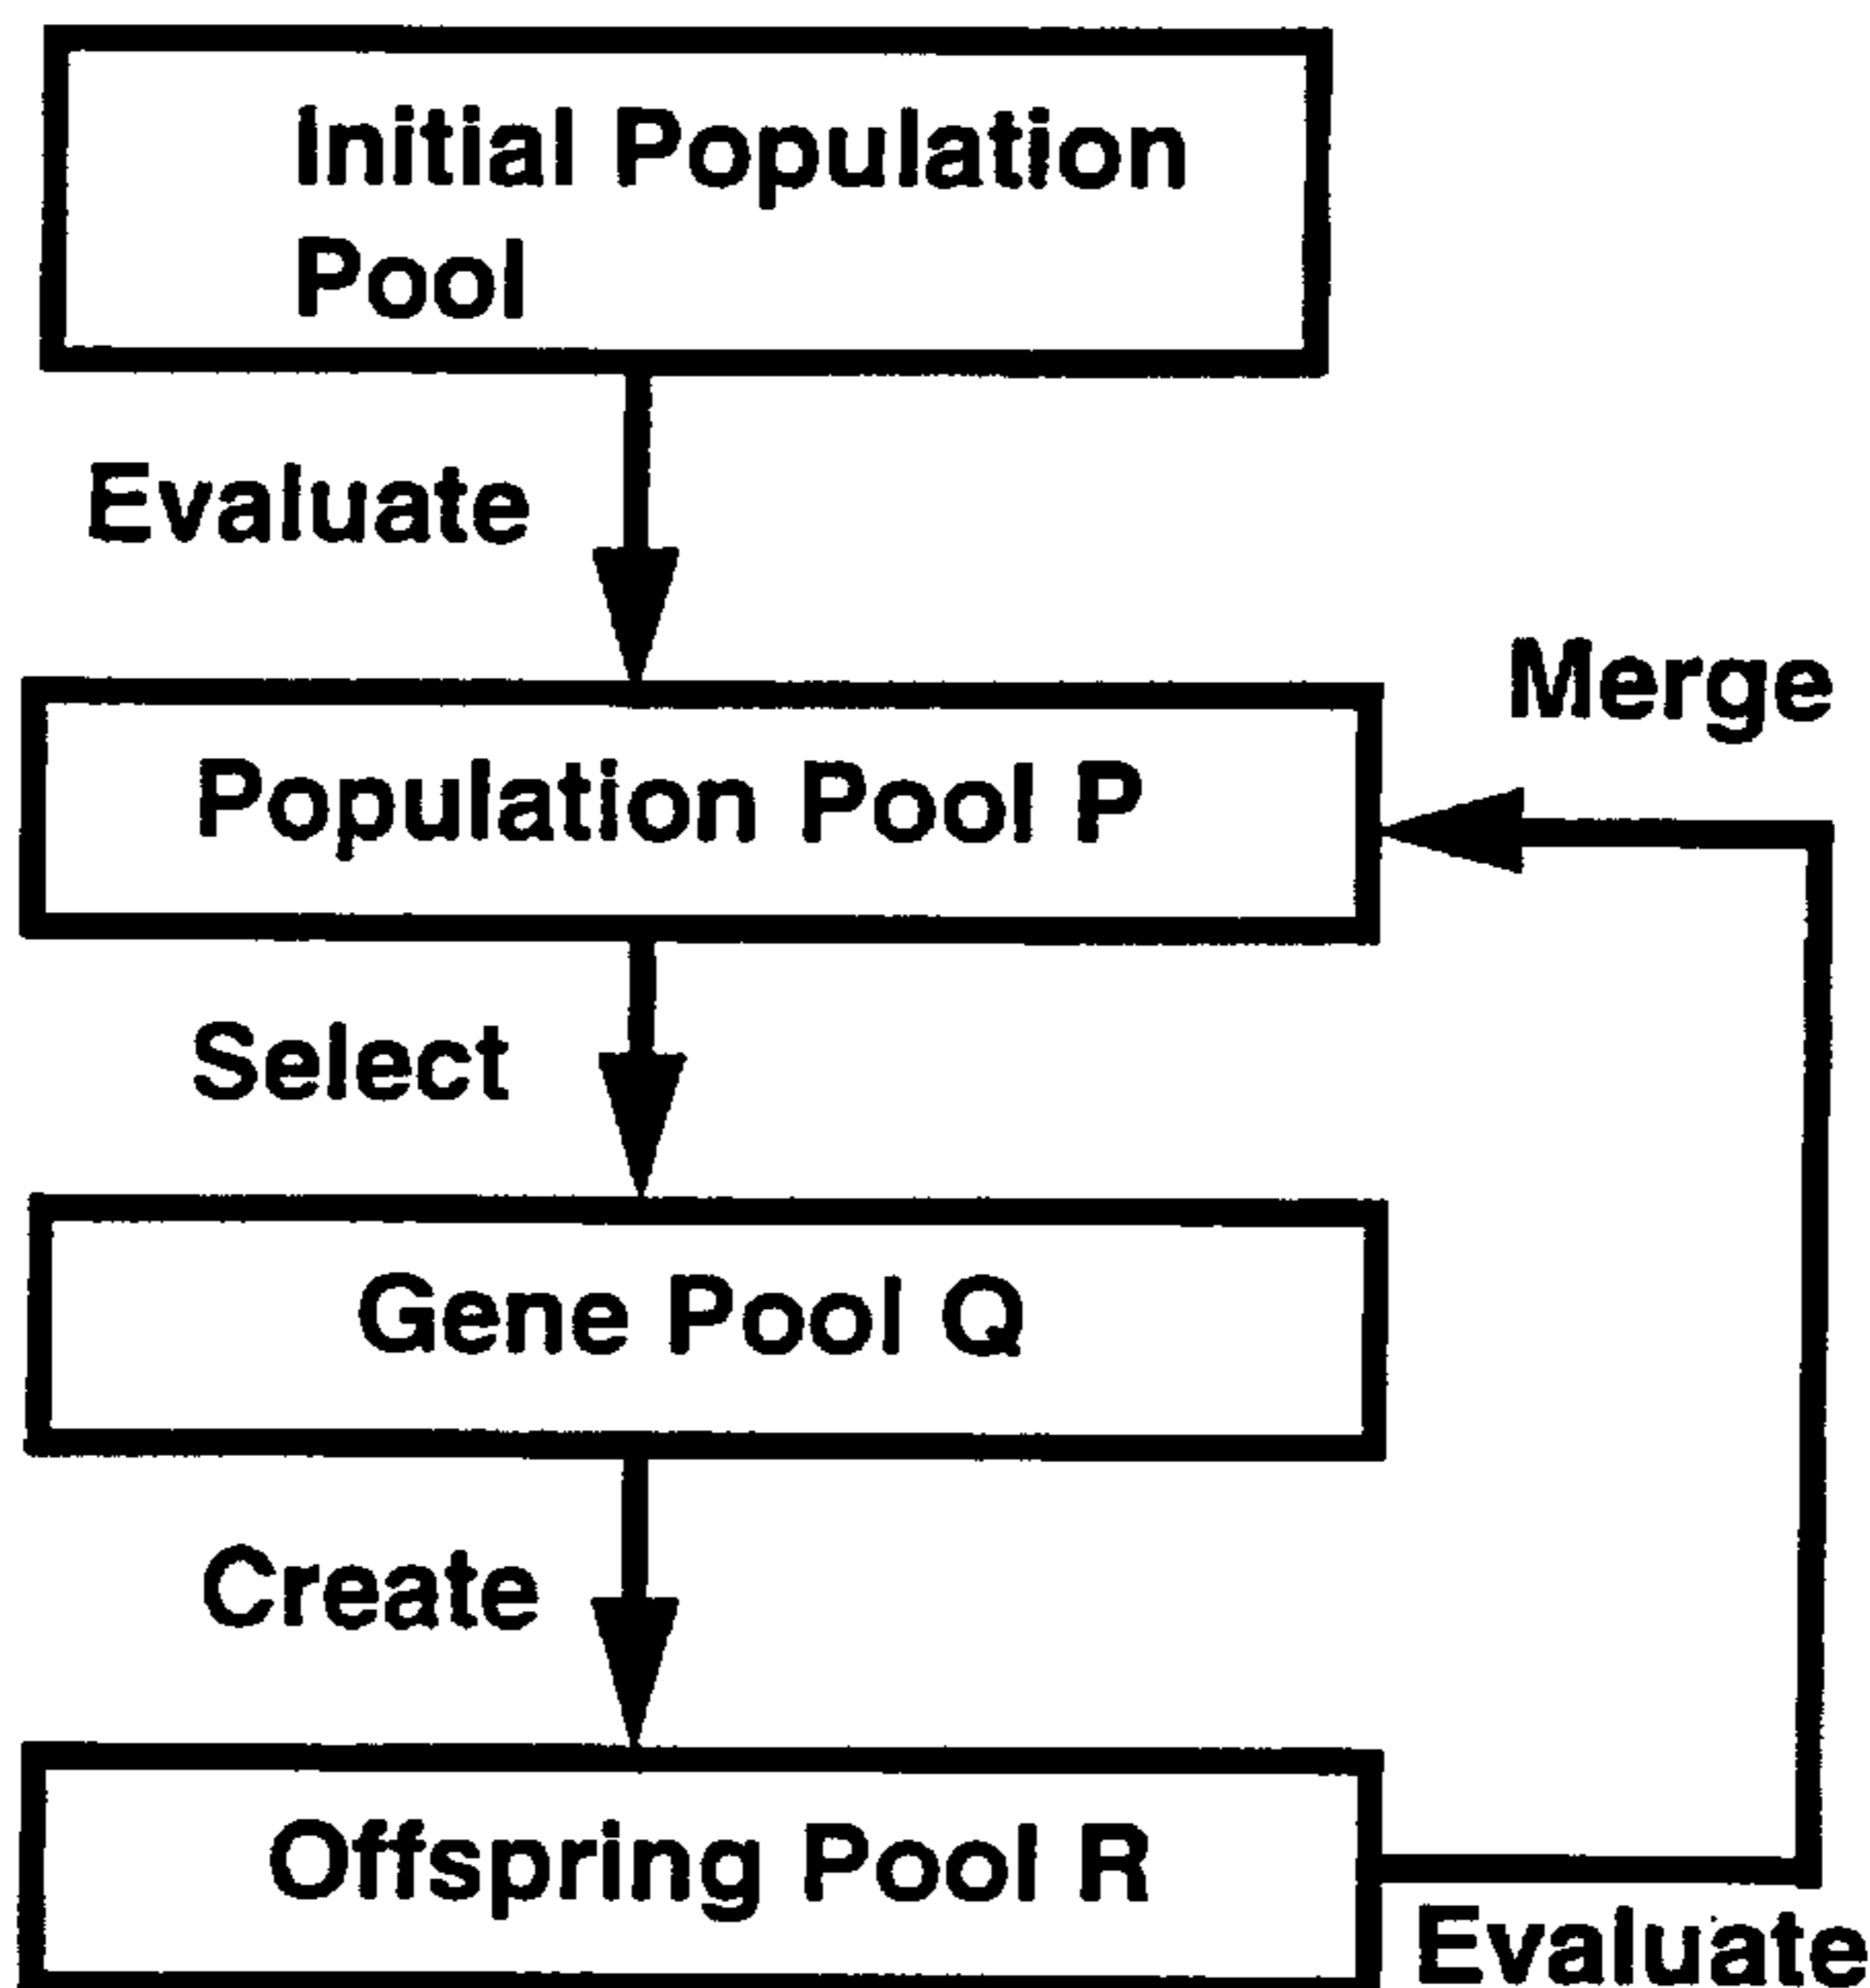 Initial Population
Pool
Evaluate
Merge
Population Pool P
Select
Gene Pool Q
Create
Offspring Pool R
Evaluate